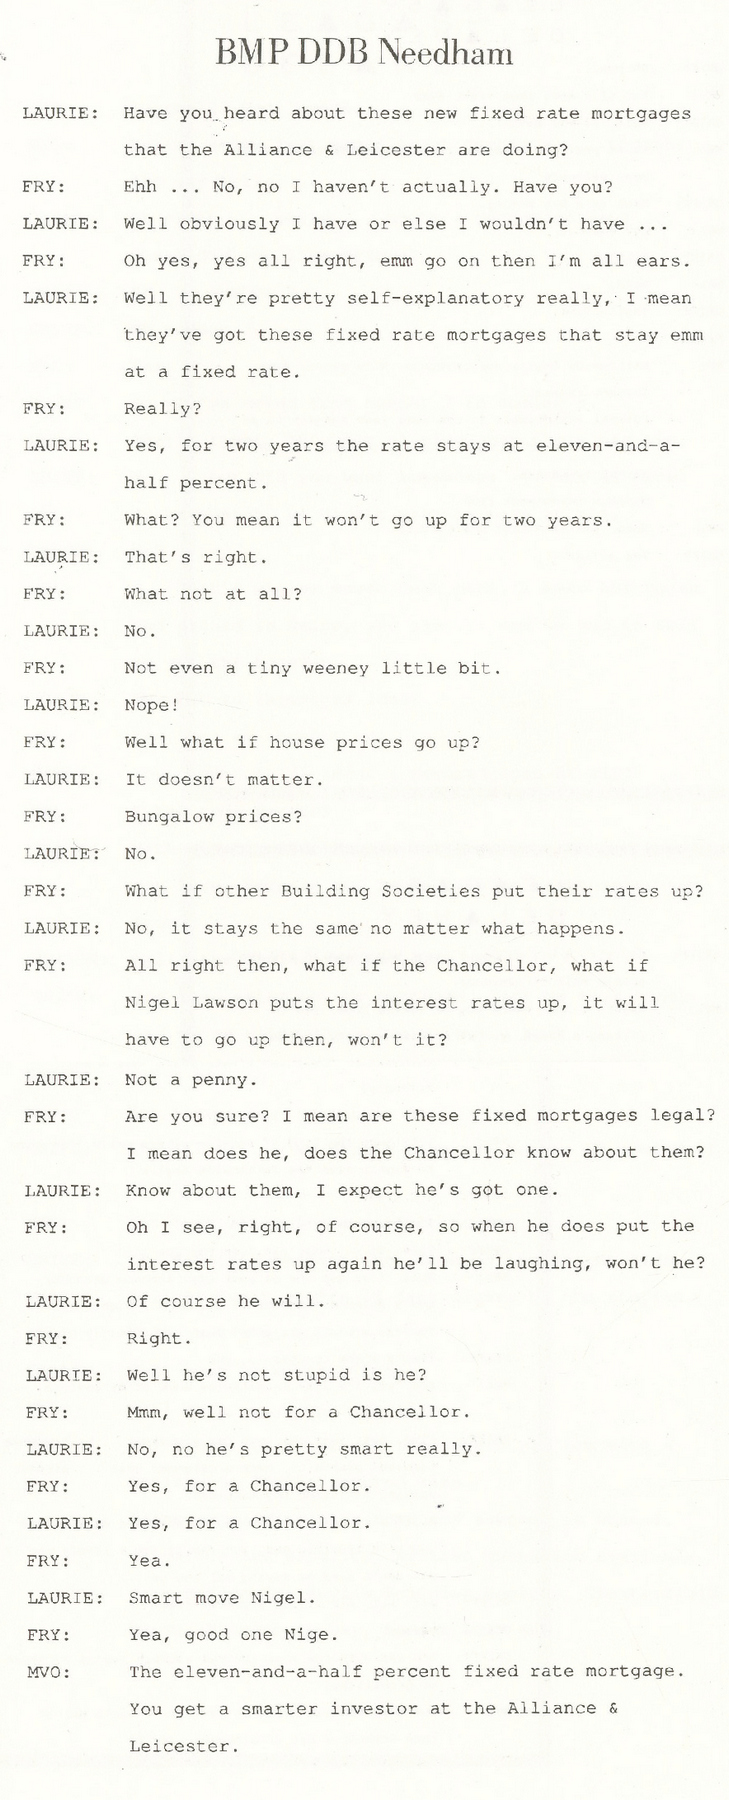 BMP DDB Needham
LAURIE: Have you heard about these new fixed rate mortgages
that the Alliance & Leicester are doing?
FRY: Ehh ... No, no I haven't actually. Have you?
LAURIE: Well obviously I have or else I wouldn't have ...
FRY: Oh yes, yes all right, emm go on then I'm all ears.
LAURIE: Well they're pretty self-explanatory really, I mean
they've got these fixed rate mortgages that stay emm
at a fixed rate.
FRY: Really?
LAURIE: Yes, for two years the rate stays at eleven-and-a-
half percent.
FRY: What? You mean it won't go up for two years.
LAURIE: That's right.
FRY: What not at all?
LAURIE: No.
FRY: Not even a tiny weeney little bit.
LAURIE: Nope!
FRY: Well what if house prices go up?
LAURIE: It doesn't matter.
FRY: Bungalow prices?
LAURIE: No.
FRY: What if other Building Societies put their rates up?
LAURIE: No, it stays the same no matter what happens.
FRY: All right then, what if the Chancellor, what if
Nigel Lawson puts the interest rates up, it will
have to go up then, won't it?
LAURIE: Not a penny.
FRY: Are you sure? I mean are these fixed mortgages legal?
I mean does he, does the Chancellor know about them?
LAURIE: Know about them, I expect he's got one.
FRY: Oh I see, right, of course, so when he does put the
interest rates up again he'll be laughing, won't he?
LAURIE: Of course he will.
FRY: Right.
LAURIE: Well he's not stupid is he?
FRY: Mmm, well not for a Chancellor.
LAURIE: No, no he's pretty smart really.
FRY: Yes, for a Chancellor.
LAURIE: Yes, for a Chancellor.
FRY: Yea.
LAURIE: Smart move Nigel.
FRY: Yea, good one Nige.
MVO: The eleven-and-a-half percent fixed rate mortgage.
You get a smarter investor at the Alliance &
Leicester.